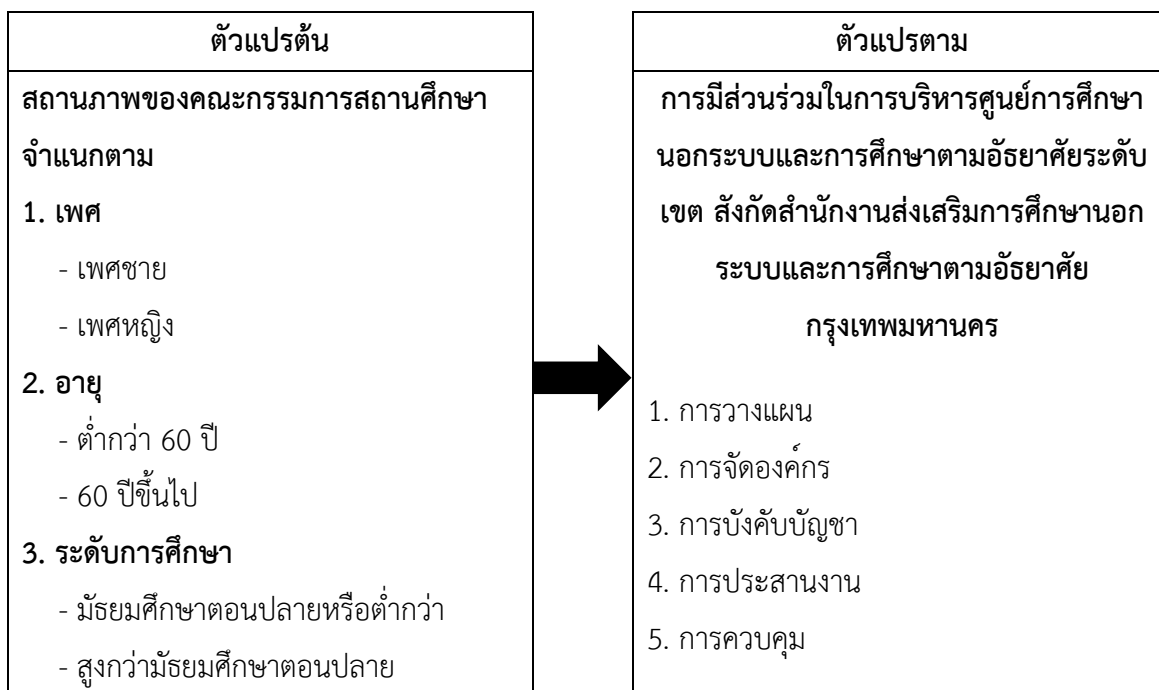 ตัวแปรต้น
สถานภาพของคณะกรรมการสถานศึกษา
จำแนกตาม
1. เพศ
- เพศชาย
- เพศหญิง
2. อายุ
- ต่ำกว่า 60 ปี
- 60 ปีขึ้นไป
3. ระดับการศึกษา
- มัธยมศึกษาตอนปลายหรือต่ำกว่า
- สูงกว่ามัธยมศึกษาตอนปลาย
ตัวแปรตาม
การมีส่วนร่วมในการบริหารศูนย์การศึกษา
นอกระบบและการศึกษาตามอัธยาศัยระดับ
เขต สังกัดสำนักงานส่งเสริมการศึกษานอก
ระบบและการศึกษาตามอัธยาศัย
กรุงเทพมหานคร
1. การวางแผน
2. การจัดองค์กร
3. การบังคับบัญชา
4. การประสานงาน
5. การควบคุม